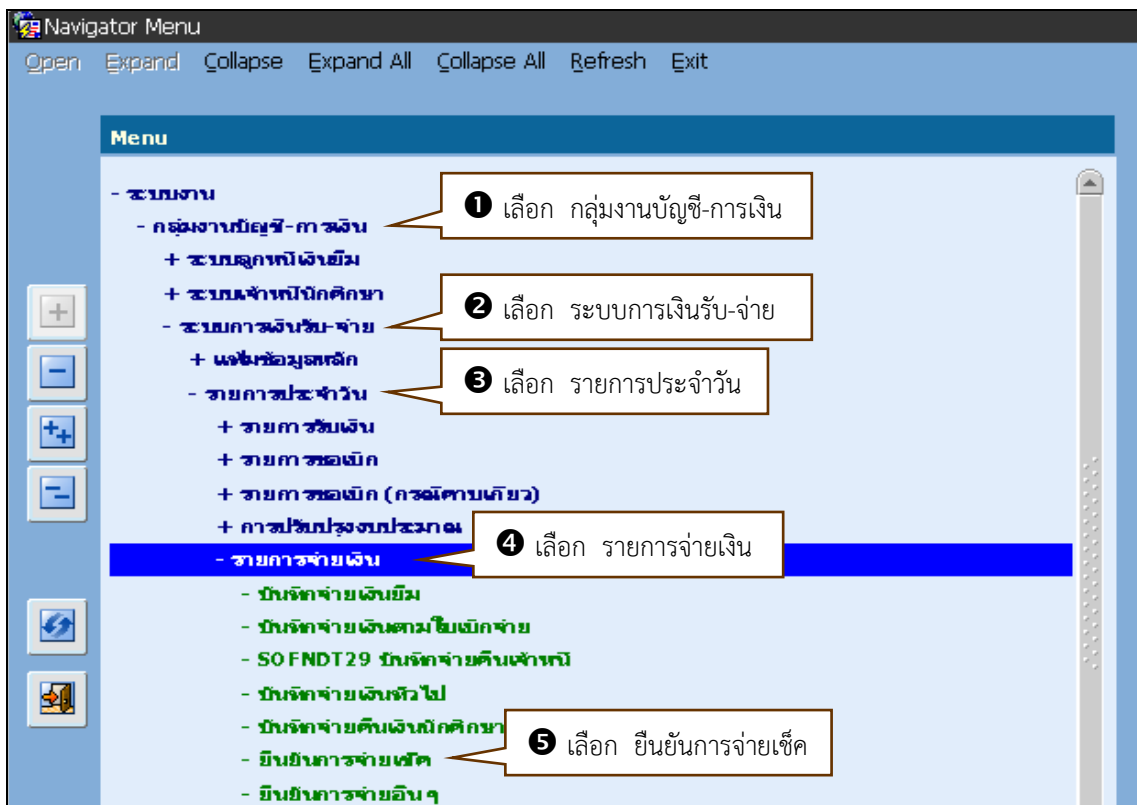 Navigator Menu
Open Expand Collapse Expand All Collapse All Refresh Exit
Menu
- ระบบงาน
❶ เลือก กลุ่มงานบัญชี-การเงิน
- กลุ่มงานบัญชี-การเงิน
+ ระบบลูกหนี้เงินยืม
+ ระบบเจ้าหนี้นักศึกษา
❷ เลือก ระบบการเงินรับ-จ่าย
- ระบบการเงินรับ-จ่าย
+ แฟ้มข้อมูลหลัก
❸ เลือก รายการประจำวัน
- รายการประจำวัน
+ รายการรับเงิน
+ รายการขอเบิก
+ รายการขอเบิก (กรณีคาบเกี่ยว)
+ การปรับปรุงงบประมาณ
❹ เลือก รายการจ่ายเงิน
- รายการจ่ายเงิน
- บันทึกจ่ายเงินยืม
- บันทึกจ่ายเงินตามใบเบิกจ่าย
- SOFNDT29 บันทึกจ่ายคืนเจ้าหนี้
- บันทึกจ่ายเงินทั่วไป
- บันทึกจ่ายคืนเงินนักศึกษา
❺ เลือก ยืนยันการจ่ายเช็ค
- ยืนยันการจ่ายเช็ค
- ยืนยันการจ่ายอื่น ๆ